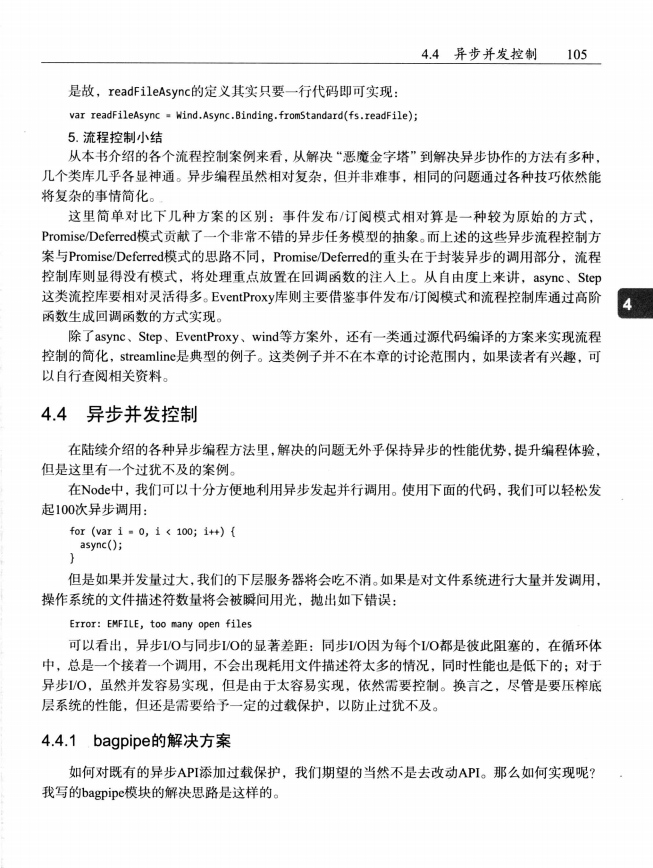 4.4 异步并发控制 105
是故，readFileAsync的定义其实只要一行代码即可实现：
var readFileAsync = Wind.Async.Binding.fromStandard(fs.readFile);
5. 流程控制小结
从本书介绍的各个流程控制案例来看，从解决“恶魔金字塔”到解决异步协作的方法有多种，
几个类库几乎各显神通。异步编程虽然相对复杂，但并非难事，相同的问题通过各种技巧依然能
将复杂的事情简化。
这里简单对比下几种方案的区别：事件发布/订阅模式相对算是一种较为原始的方式，
Promise/Deferred模式贡献了一个非常不错的异步任务模型的抽象。而上述的这些异步流程控制方
案与Promise/Deferred模式的思路不同，Promise/Deferred的重头在于封装异步的调用部分，流程
控制库则显得没有模式，将处理重点放置在回调函数的注入上。从自由度上来讲，async、Step
这类流控库要相对灵活得多。EventProxy库则主要借鉴事件发布/订阅模式和流程控制库通过高阶
函数生成回调函数的方式实现。
4
除了async、Step、EventProxy、wind等方案外，还有一类通过源代码编译的方案来实现流程
控制的简化，streamline是典型的例子。这类例子并不在本章的讨论范围内，如果读者有兴趣，可
以自行查阅相关资料。
4.4 异步并发控制
在陆续介绍的各种异步编程方法里，解决的问题无外乎保持异步的性能优势，提升编程体验，
但是这里有一个过犹不及的案例。
在Node中，我们可以十分方便地利用异步发起并行调用。使用下面的代码，我们可以轻松发
起100次异步调用：
for (var i = 0, i < 100; i++) {
async();
}
但是如果并发量过大，我们的下层服务器将会吃不消。如果是对文件系统进行大量并发调用，
操作系统的文件描述符数量将会被瞬间用光，抛出如下错误：
Error: EMFILE, too many open files
可以看出，异步I/O与同步I/O的显著差距：同步I/O因为每个I/O都是彼此阻塞的，在循环体
中，总是一个接着一个调用，不会出现耗用文件描述符太多的情况，同时性能也是低下的；对于
异步I/O，虽然并发容易实现，但是由于太容易实现，依然需要控制。换言之，尽管是要压榨底
层系统的性能，但还是需要给予一定的过载保护，以防止过犹不及。
4.4.1 bagpipe的解决方案
如何对既有的异步API添加过载保护，我们期望的当然不是去改动API。那么如何实现呢？
我写的bagpipe模块的解决思路是这样的。